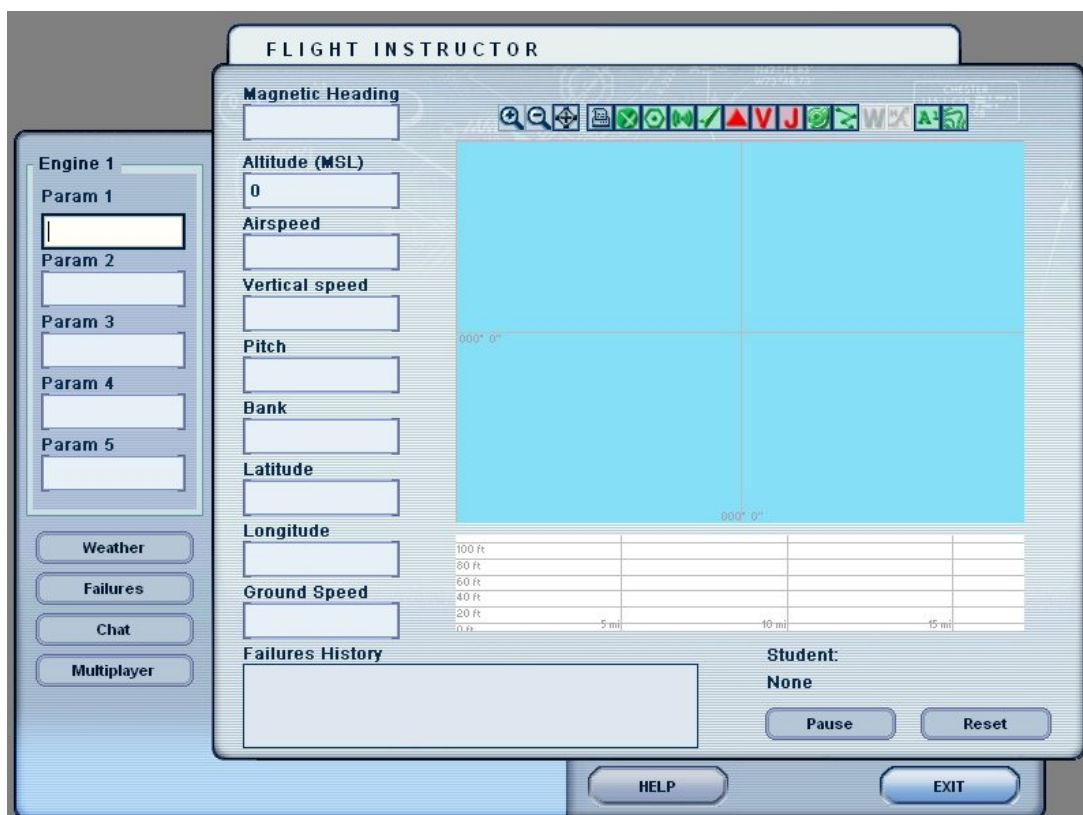 FLIGHT INSTRUCTOR
Engine 1
Param 1
Param 2
Param 3
Param 4
Param 5
Weather
Failures
Chat
Multiplayer
Magnetic Heading
Altitude (MSL)
0
Airspeed
Vertical speed
Pitch
Bank
Latitude
Longitude
Ground Speed
Failures History
V J W A
000° 0"
000° 0"
100 ft
80 ft
60 ft
40 ft
20 ft
0 ft
5 mi 10 mi 15 mi
Student:
None
Pause Reset
HELP EXIT